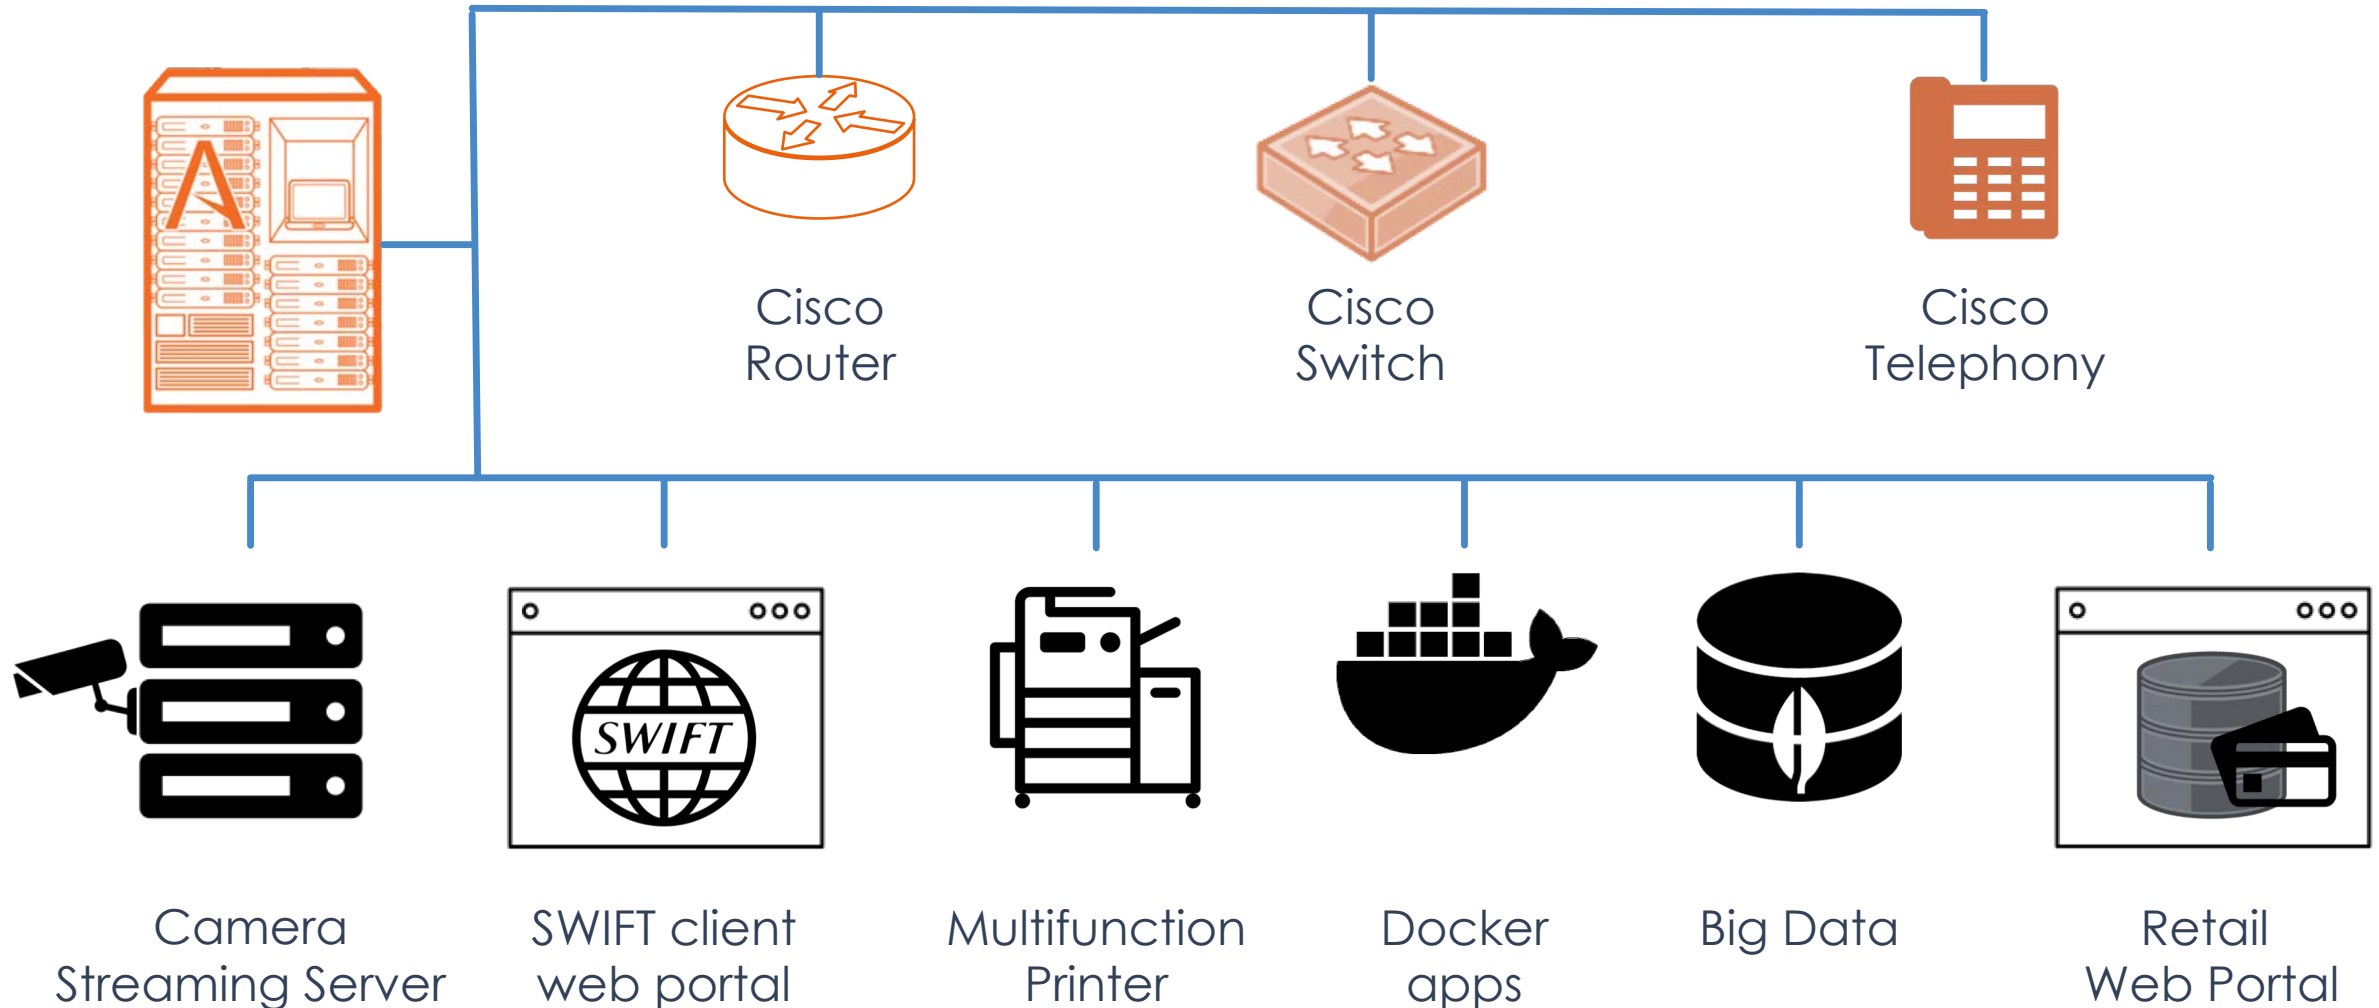 A
Cisco
Router
Cisco
Switch
Cisco
Telephony
SWIFT
Camera
Streaming Server
SWIFT client
web portal
Multifunction
Printer
Docker
apps
Big Data
Retail
Web Portal